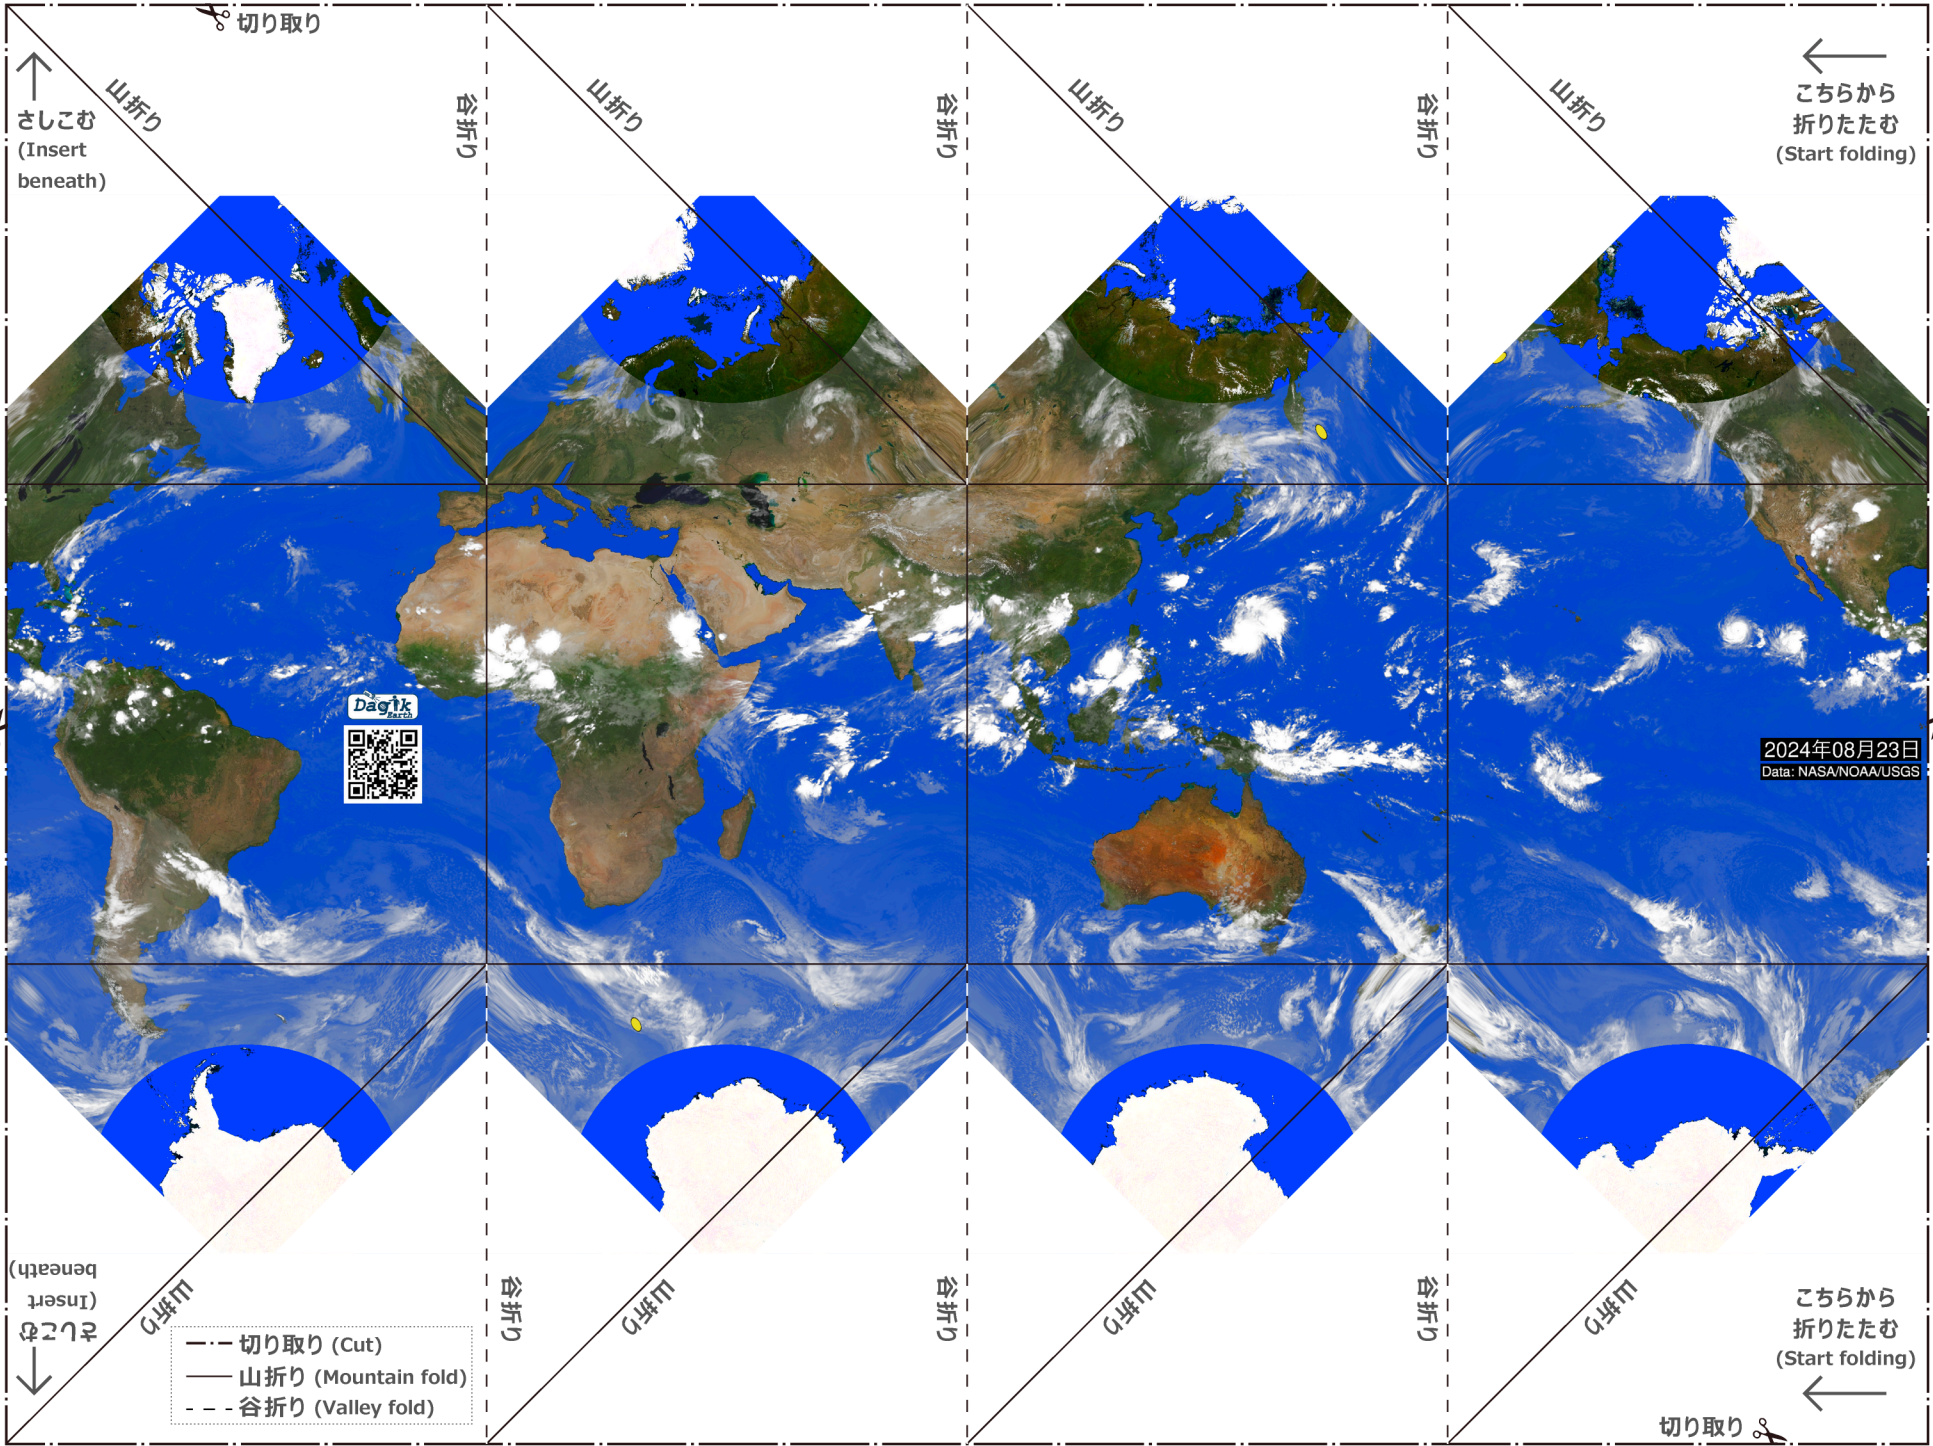 切り取り
さしこむ
(Insert
beneath)
山折り
谷折り
山折り
谷折り
山折り
谷折り
山折り
こちらから
折りたたむ
(Start folding)
Dagik
Earth
2024年08月23日
Data: NASA/NOAA/USGS
さしこむ
(Insert
beneath)
山折り
谷折り
山折り
谷折り
山折り
谷折り
山折り
こちらから
折りたたむ
(Start folding)
切り取り (Cut)
山折り (Mountain fold)
谷折り (Valley fold)
切り取り